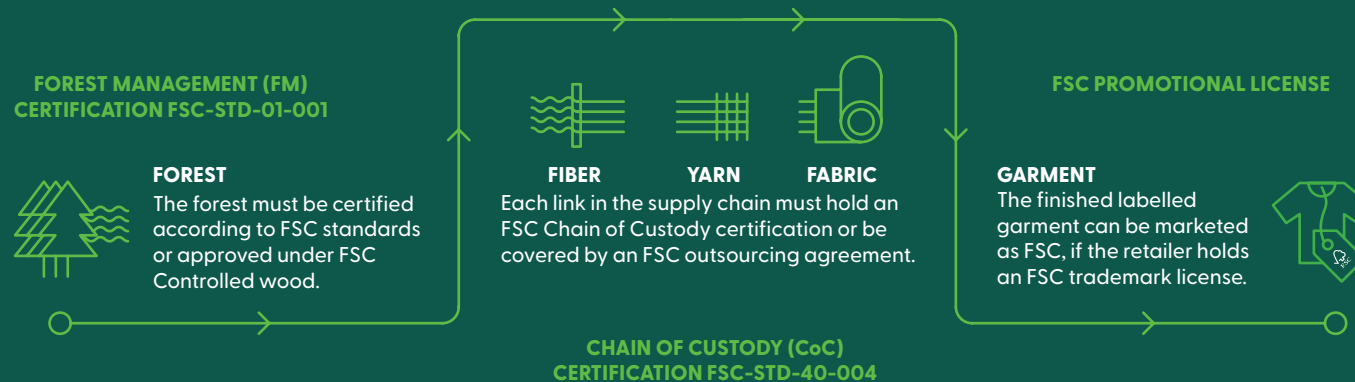 FOREST MANAGEMENT (FM)
CERTIFICATION FSC-STD-01-001
FOREST
The forest must be certified
according to FSC standards
or approved under FSC
Controlled wood.
FIBER
YARN
FABRIC
Each link in the supply chain must hold an
FSC Chain of Custody certification or be
covered by an FSC outsourcing agreement.
CHAIN OF CUSTODY (CoC)
CERTIFICATION FSC-STD-40-004
FSC PROMOTIONAL LICENSE
GARMENT
The finished labelled
garment can be marketed
as FSC, if the retailer holds
an FSC trademark license.
FSC